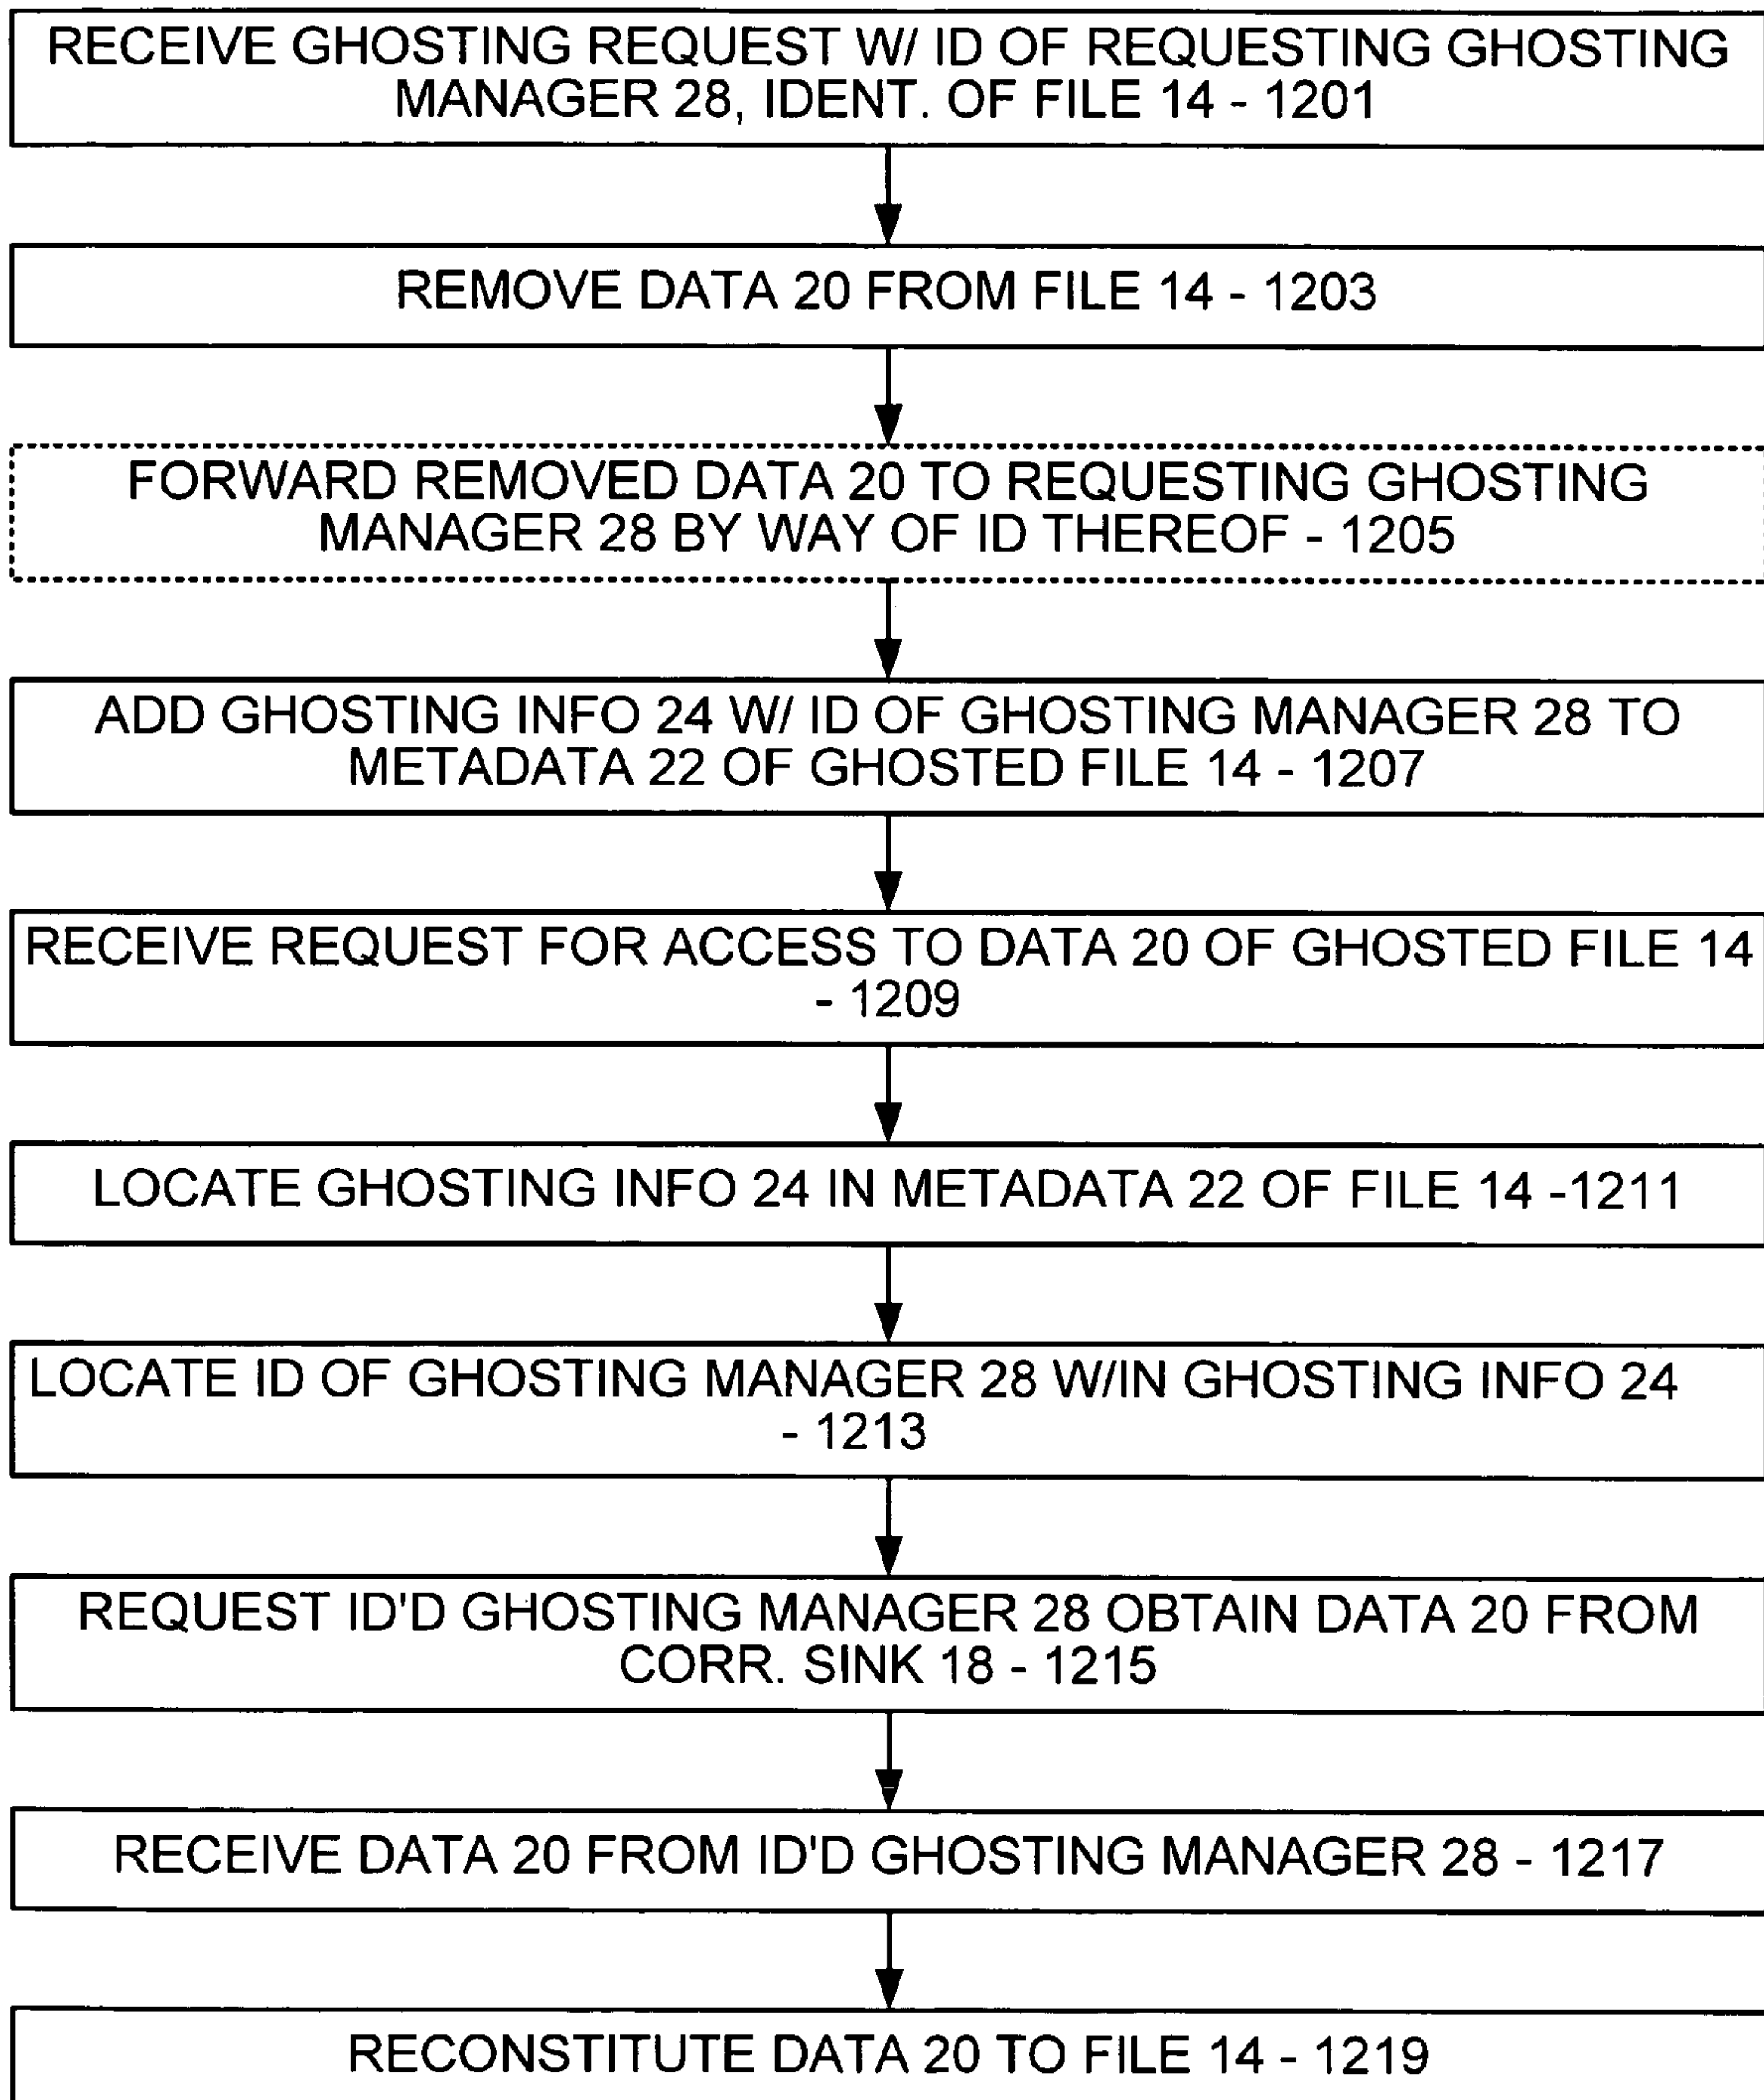 RECEIVE GHOSTING REQUEST W/ ID OF REQUESTING GHOSTING
MANAGER 28, IDENT. OF FILE 14 - 1201
REMOVE DATA 20 FROM FILE 14 - 1203
FORWARD REMOVED DATA 20 TO REQUESTING GHOSTING
MANAGER 28 BY WAY OF ID THEREOF - 1205
ADD GHOSTING INFO 24 W/ ID OF GHOSTING MANAGER 28 TO
METADATA 22 OF GHOSTED FILE 14 - 1207
RECEIVE REQUEST FOR ACCESS TO DATA 20 OF GHOSTED FILE 14
- 1209
LOCATE GHOSTING INFO 24 IN METADATA 22 OF FILE 14 -1211
LOCATE ID OF GHOSTING MANAGER 28 W/IN GHOSTING INFO 24
- 1213
REQUEST ID'D GHOSTING MANAGER 28 OBTAIN DATA 20 FROM
CORR. SINK 18 - 1215
RECEIVE DATA 20 FROM ID'D GHOSTING MANAGER 28 - 1217
RECONSTITUTE DATA 20 TO FILE 14 - 1219